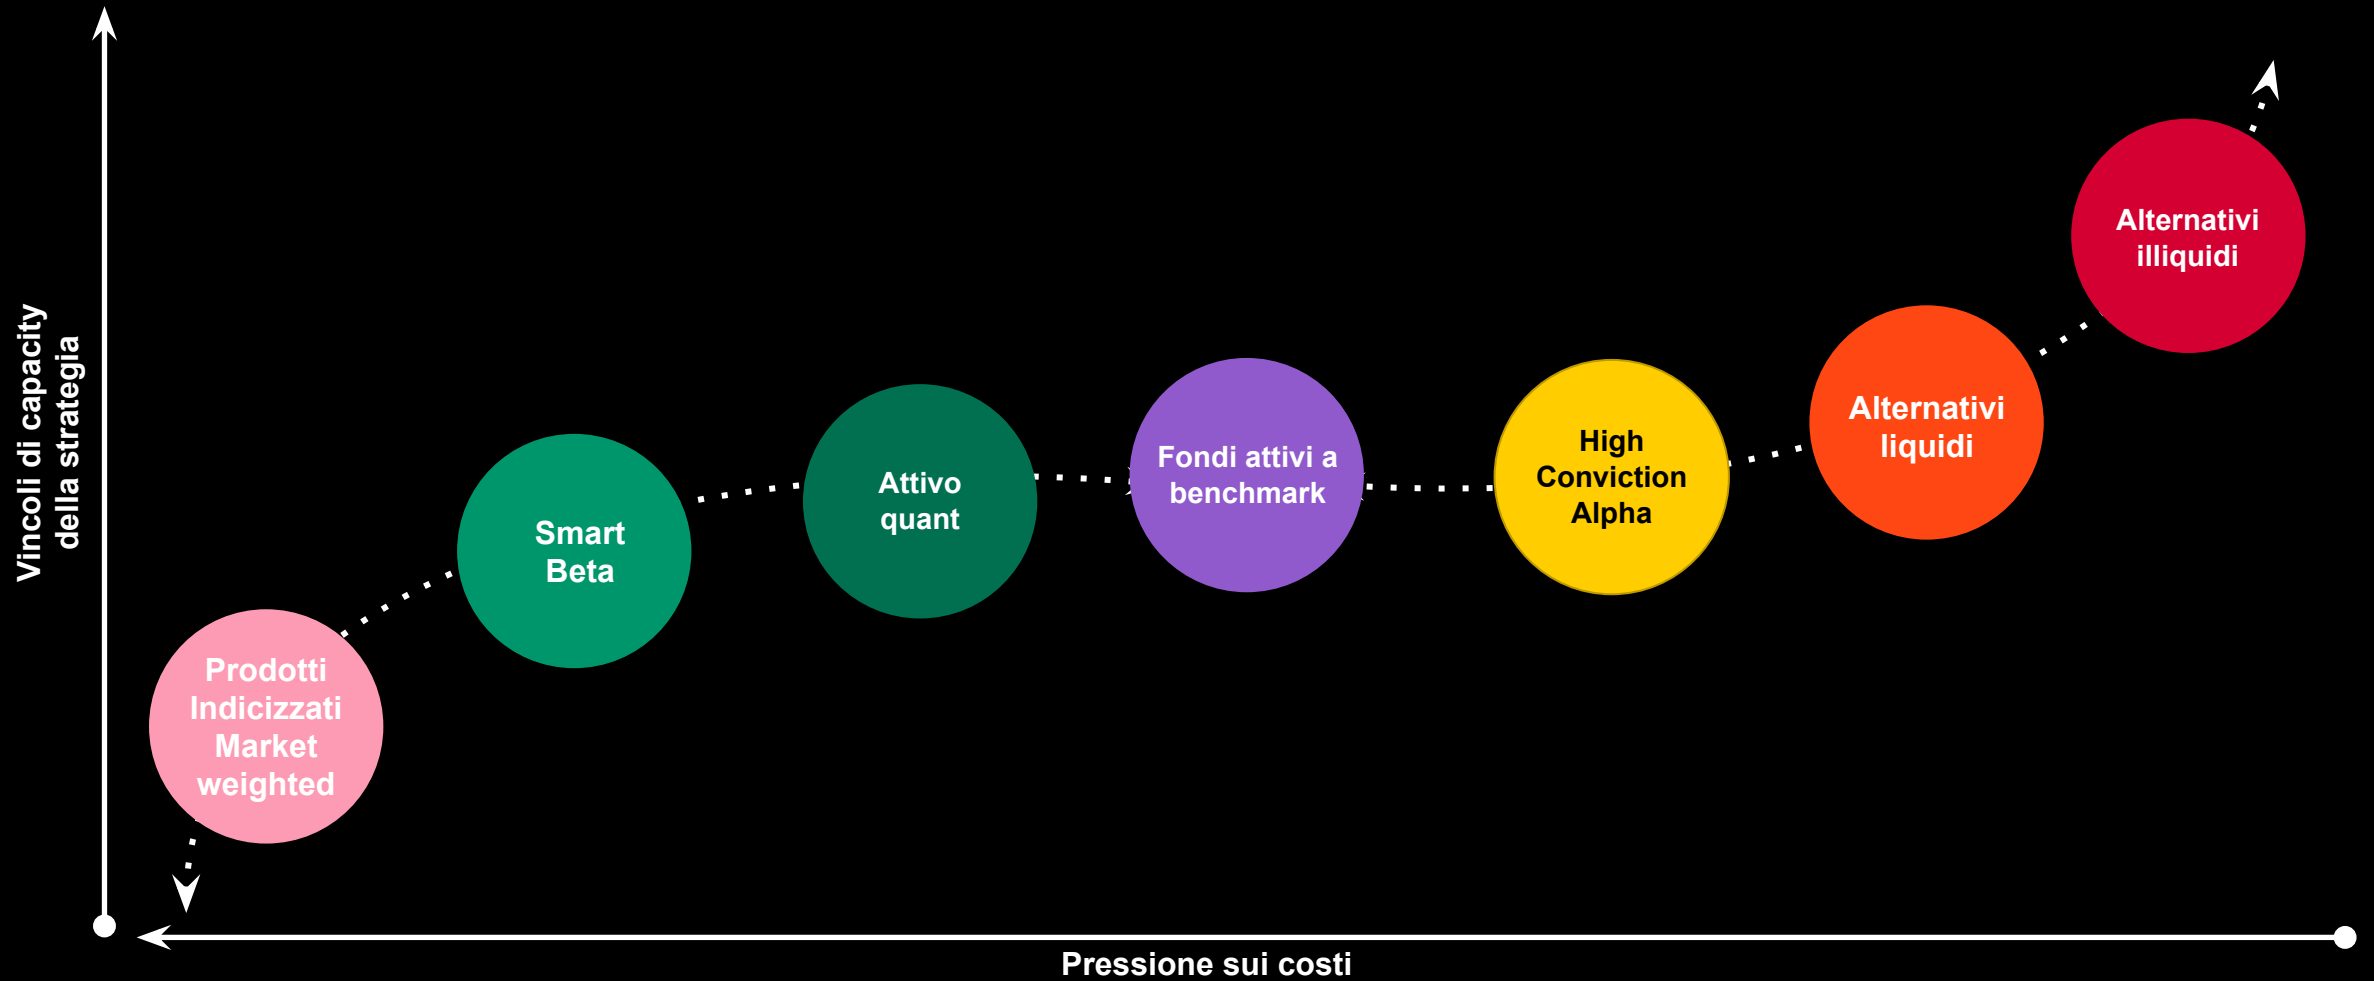 Vincoli di capacity
della strategia
Prodotti
Indicizzati
Market
weighted
Smart
Beta
Attivo
quant
Fondi attivi a
benchmark
High
Conviction
Alpha
Alternativi
liquidi
Alternativi
illiquidi
Pressione sui costi